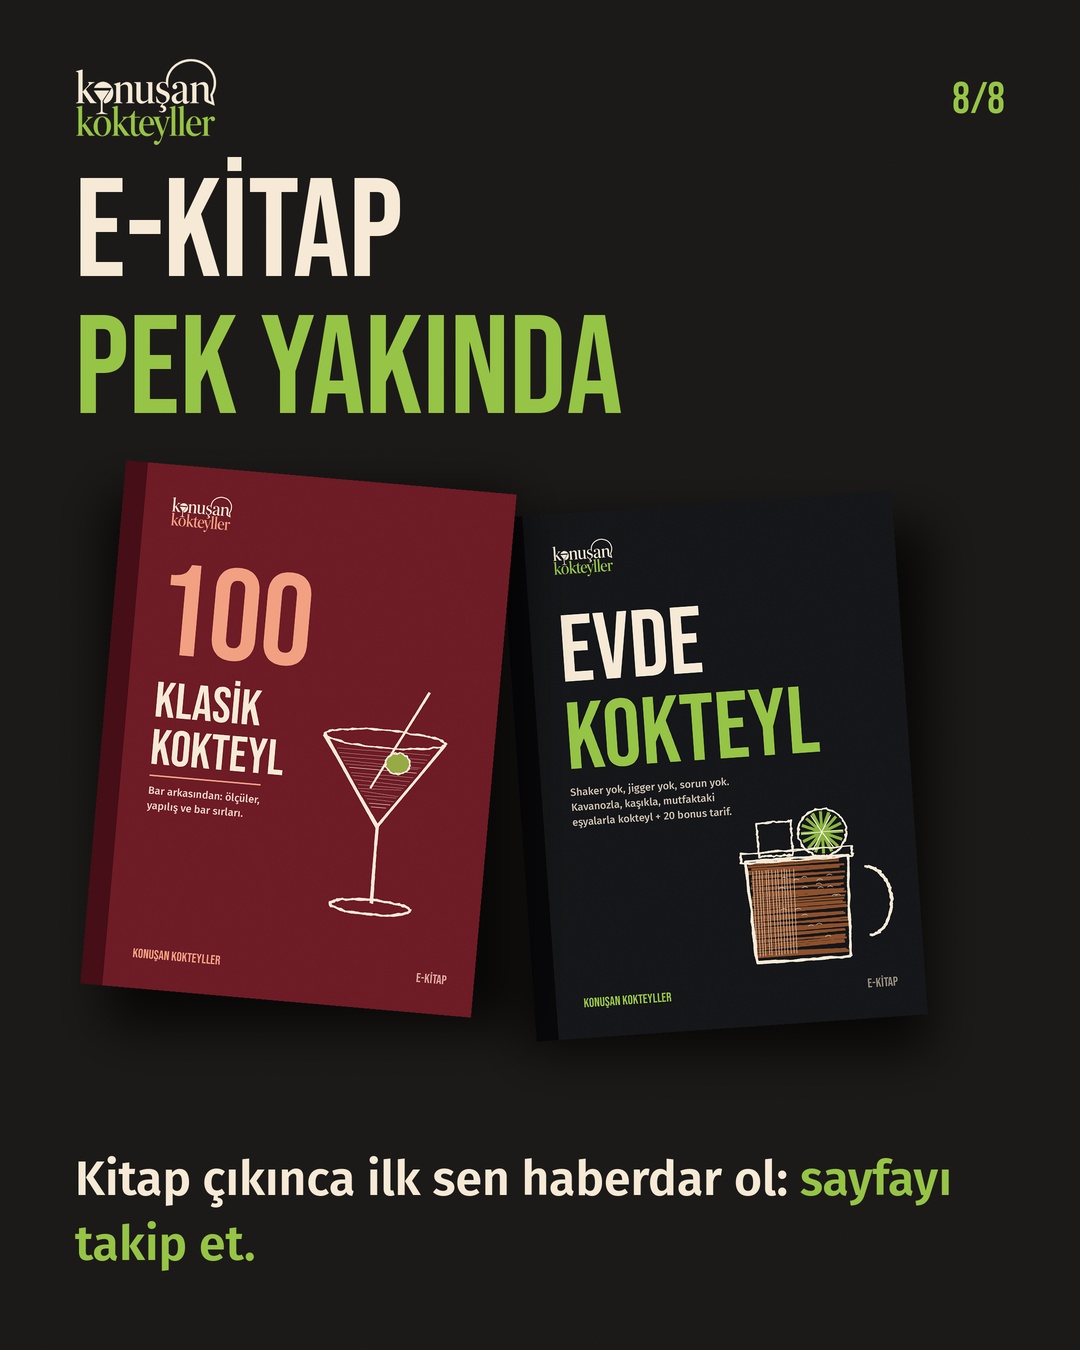 konuşan
kokteyller
8/8
E-KİTAP
PEK YAKINDA
konuşan
kokteyller
100
KLASİK
KOKTEYL
Bar arkasından: ölçüler,
yapılış ve bar sırları.
KONUŞAN KOKTEYLLER
E-KİTAP
konuşan
kokteyller
EVDE
KOKTEYL
Shaker yok, jigger yok, sorun yok.
Kavanozla, kaşıkla, mutfaktaki
eşyalarla kokteyl + 20 bonus tarif.
KONUŞAN KOKTEYLLER
E-KİTAP
Kitap çıkınca ilk sen haberdar ol: sayfayı
takip et.